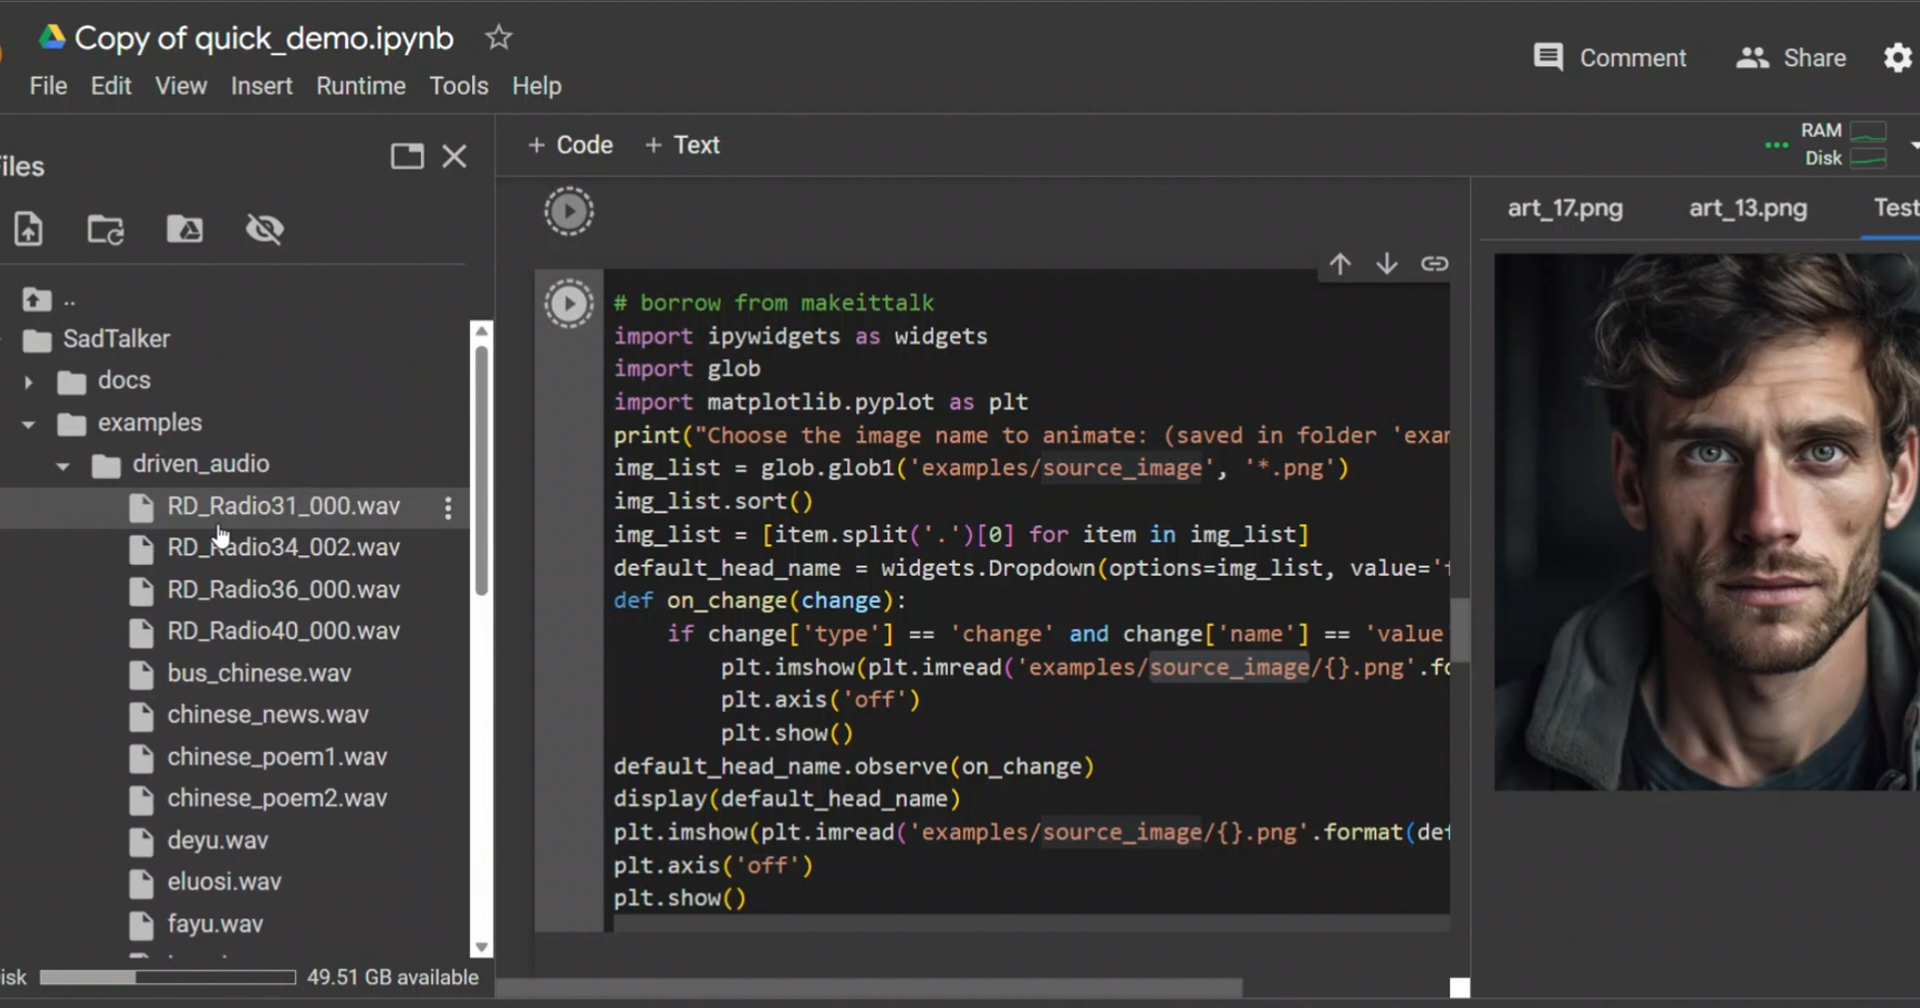 Copy of quick_demo.ipynb
File Edit View Insert Runtime Tools Help
Comment Share
iles
+ Code + Text
RAM
Disk
..
SadTalker
docs
examples
driven_audio
RD_Radio31_000.wav
RD_Radio34_002.wav
RD_Radio36_000.wav
RD_Radio40_000.wav
bus_chinese.wav
chinese_news.wav
chinese_poem1.wav
chinese_poem2.wav
deyu.wav
eluosi.wav
fayu.wav
isk 49.51 GB available
# borrow from makeittalk
import ipywidgets as widgets
import glob
import matplotlib.pyplot as plt
print("Choose the image name to animate: (saved in folder 'exam
img_list = glob.glob1('examples/source_image', '*.png')
img_list.sort()
img_list = [item.split('.')[0] for item in img_list]
default_head_name = widgets.Dropdown(options=img_list, value='f
def on_change(change):
    if change['type'] == 'change' and change['name'] == 'value'
        plt.imshow(plt.imread('examples/source_image/{}.png'.fo
        plt.axis('off')
        plt.show()
default_head_name.observe(on_change)
display(default_head_name)
plt.imshow(plt.imread('examples/source_image/{}.png'.format(def
plt.axis('off')
plt.show()
art_17.png art_13.png Test